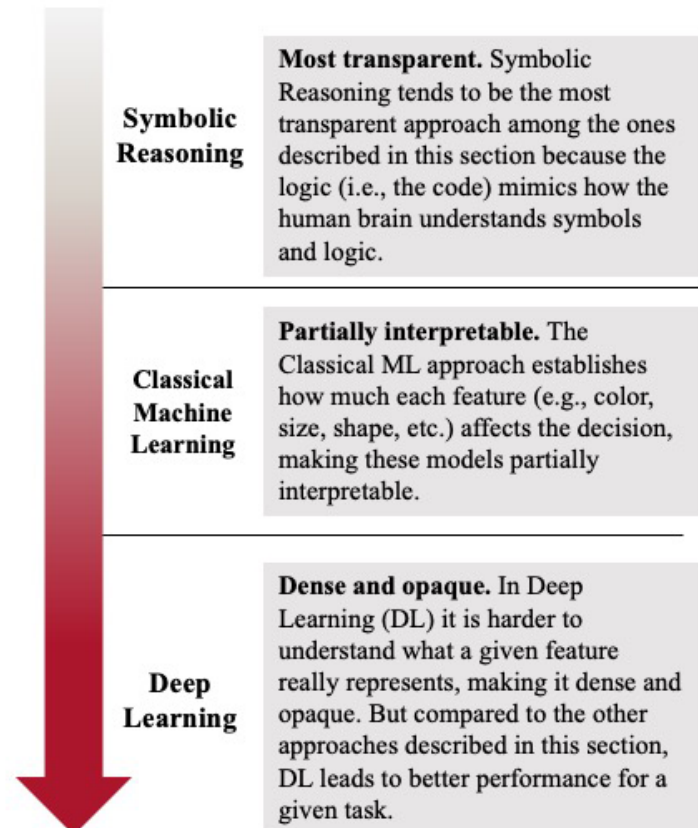 Symbolic
Reasoning
Most transparent. Symbolic
Reasoning tends to be the most
transparent approach among the ones
described in this section because the
logic (i.e., the code) mimics how the
human brain understands symbols
and logic.
Classical
Machine
Learning
Partially interpretable. The
Classical ML approach establishes
how much each feature (e.g., color,
size, shape, etc.) affects the decision,
making these models partially
interpretable.
Deep
Learning
Dense and opaque. In Deep
Learning (DL) it is harder to
understand what a given feature
really represents, making it dense and
opaque. But compared to the other
approaches described in this section,
DL leads to better performance for a
given task.